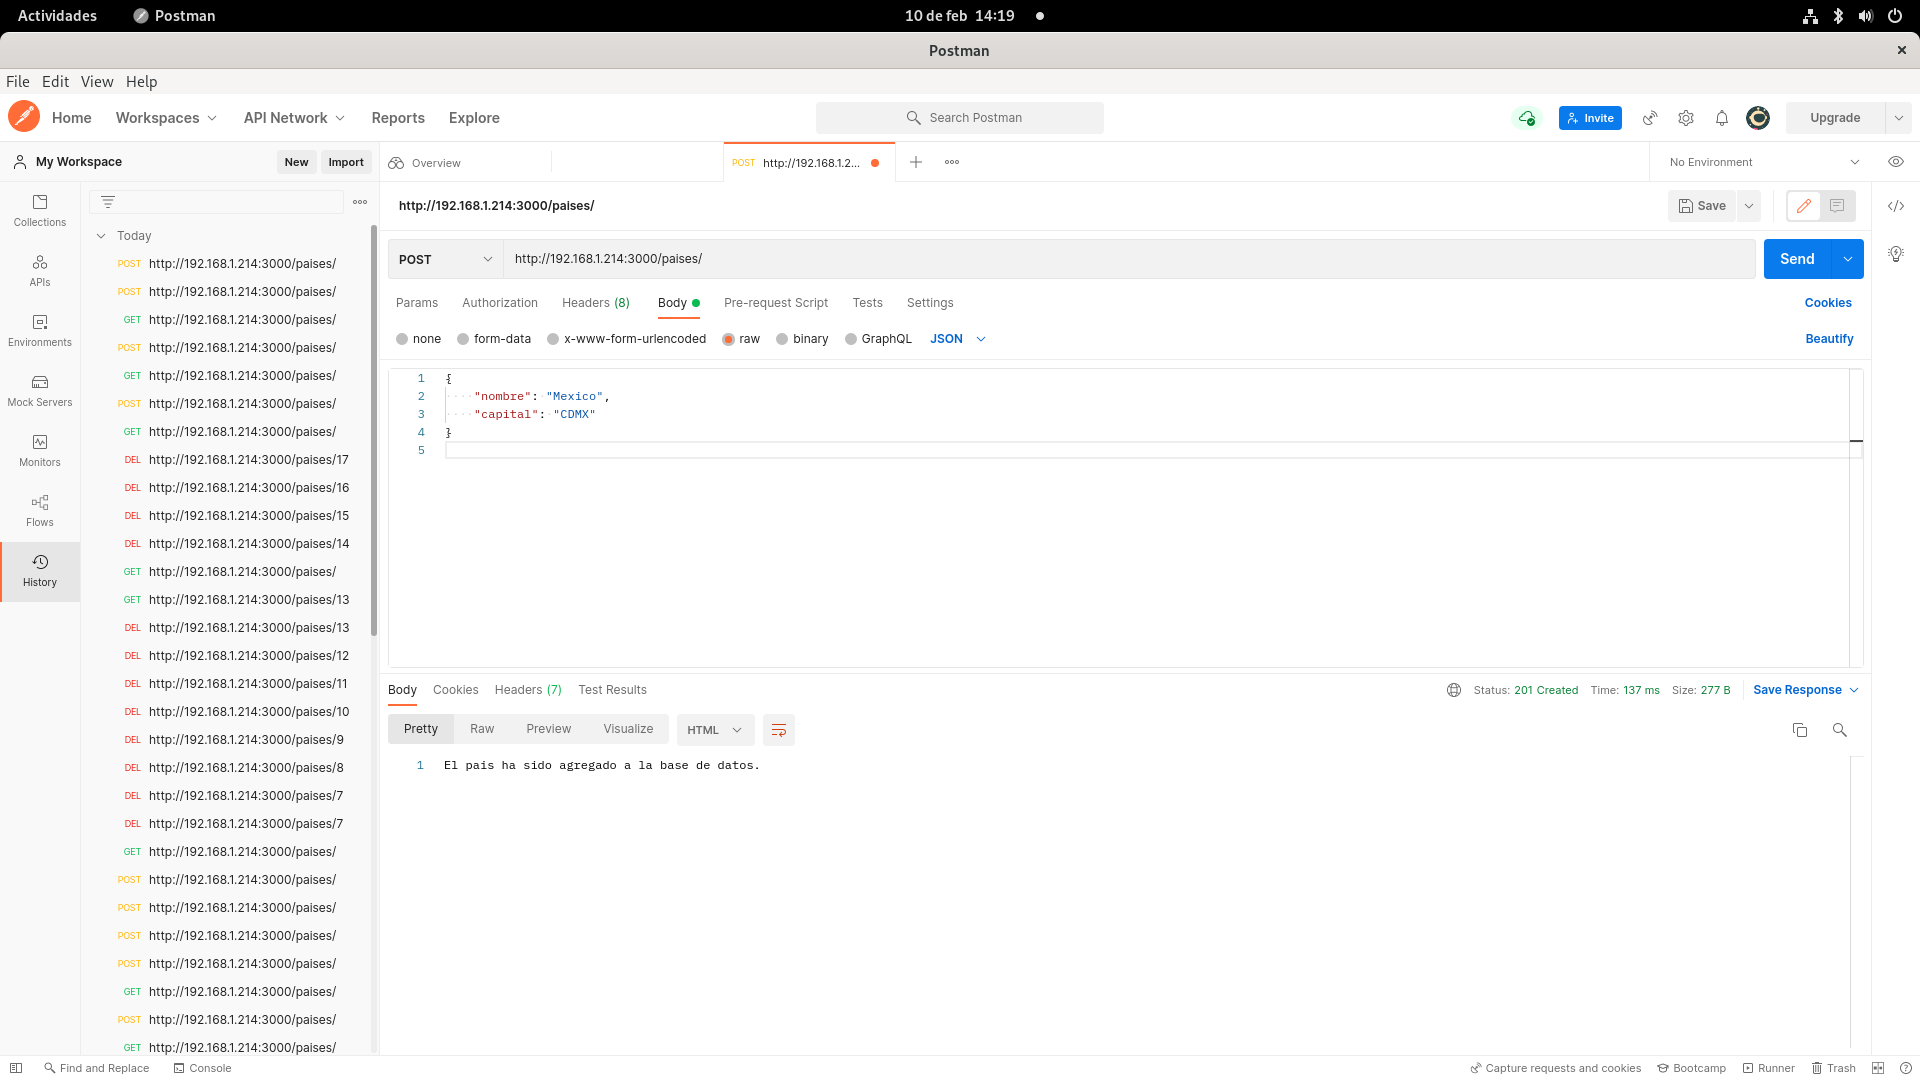 Actividades Postman 10 de feb 14:19
Postman
File Edit View Help
Home Workspaces API Network Reports Explore Search Postman Invite Upgrade
My Workspace New Import Overview POST http://192.168.1.2... No Environment
Collections
APIs
Environments
Mock Servers
Monitors
Flows
History
Today
POST http://192.168.1.214:3000/paises/
POST http://192.168.1.214:3000/paises/
GET http://192.168.1.214:3000/paises/
POST http://192.168.1.214:3000/paises/
GET http://192.168.1.214:3000/paises/
POST http://192.168.1.214:3000/paises/
GET http://192.168.1.214:3000/paises/
DEL http://192.168.1.214:3000/paises/17
DEL http://192.168.1.214:3000/paises/16
DEL http://192.168.1.214:3000/paises/15
DEL http://192.168.1.214:3000/paises/14
GET http://192.168.1.214:3000/paises/
GET http://192.168.1.214:3000/paises/13
DEL http://192.168.1.214:3000/paises/13
DEL http://192.168.1.214:3000/paises/12
DEL http://192.168.1.214:3000/paises/11
DEL http://192.168.1.214:3000/paises/10
DEL http://192.168.1.214:3000/paises/9
DEL http://192.168.1.214:3000/paises/8
DEL http://192.168.1.214:3000/paises/7
DEL http://192.168.1.214:3000/paises/7
GET http://192.168.1.214:3000/paises/
POST http://192.168.1.214:3000/paises/
POST http://192.168.1.214:3000/paises/
POST http://192.168.1.214:3000/paises/
POST http://192.168.1.214:3000/paises/
GET http://192.168.1.214:3000/paises/
POST http://192.168.1.214:3000/paises/
GET http://192.168.1.214:3000/paises/
http://192.168.1.214:3000/paises/ Save
POST http://192.168.1.214:3000/paises/ Send
Params Authorization Headers (8) Body Pre-request Script Tests Settings Cookies
none form-data x-www-form-urlencoded raw binary GraphQL JSON Beautify
1 {
2 "nombre": "Mexico",
3 "capital": "CDMX"
4 }
5
Body Cookies Headers (7) Test Results Status: 201 Created Time: 137 ms Size: 277 B Save Response
Pretty Raw Preview Visualize HTML
1 El pais ha sido agregado a la base de datos.
Find and Replace Console Capture requests and cookies Bootcamp Runner Trash